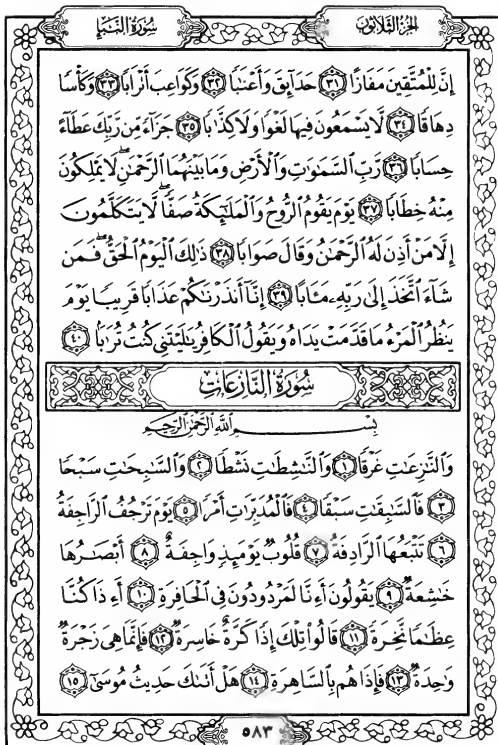 الجزء الثلاثون
سورة النبإ
إِنَّ لِلْمُتَّقِينَ مَفَازًا ٣١ حَدَآئِقَ وَأَعْنَٰبًا ٣٢ وَكَوَاعِبَ أَتْرَابًا ٣٣ وَكَأْسًا
دِهَاقًا ٣٤ لَّا يَسْمَعُونَ فِيهَا لَغْوًا وَلَا كِذَّٰبًا ٣٥ جَزَآءً مِّن رَّبِّكَ عَطَآءً
حِسَابًا ٣٦ رَّبِّ ٱلسَّمَٰوَٰتِ وَٱلْأَرْضِ وَمَا بَيْنَهُمَا ٱلرَّحْمَٰنِ ۖ لَا يَمْلِكُونَ
مِنْهُ خِطَابًا ٣٧ يَوْمَ يَقُومُ ٱلرُّوحُ وَٱلْمَلَٰٓئِكَةُ صَفًّا ۖ لَّا يَتَكَلَّمُونَ
إِلَّا مَنْ أَذِنَ لَهُ ٱلرَّحْمَٰنُ وَقَالَ صَوَابًا ٣٨ ذَٰلِكَ ٱلْيَوْمُ ٱلْحَقُّ ۖ فَمَن
شَآءَ ٱتَّخَذَ إِلَىٰ رَبِّهِۦ مَـَٔابًا ٣٩ إِنَّآ أَنذَرْنَٰكُمْ عَذَابًا قَرِيبًا يَوْمَ
يَنظُرُ ٱلْمَرْءُ مَا قَدَّمَتْ يَدَاهُ وَيَقُولُ ٱلْكَافِرُ يَٰلَيْتَنِى كُنتُ تُرَٰبًۢا ٤٠
سورة النازعات
بِسْمِ ٱللَّهِ ٱلرَّحْمَٰنِ ٱلرَّحِيمِ
وَٱلنَّٰزِعَٰتِ غَرْقًا ١ وَٱلنَّٰشِطَٰتِ نَشْطًا ٢ وَٱلسَّٰبِحَٰتِ سَبْحًا
٣ فَٱلسَّٰبِقَٰتِ سَبْقًا ٤ فَٱلْمُدَبِّرَٰتِ أَمْرًا ٥ يَوْمَ تَرْجُفُ ٱلرَّاجِفَةُ
٦ تَتْبَعُهَا ٱلرَّادِفَةُ ٧ قُلُوبٌ يَوْمَئِذٍ وَاجِفَةٌ ٨ أَبْصَٰرُهَا
خَٰشِعَةٌ ٩ يَقُولُونَ أَءِنَّا لَمَرْدُودُونَ فِى ٱلْحَافِرَةِ ١٠ أَءِذَا كُنَّا
عِظَٰمًا نَّخِرَةً ١١ قَالُوا۟ تِلْكَ إِذًا كَرَّةٌ خَاسِرَةٌ ١٢ فَإِنَّمَا هِىَ زَجْرَةٌ
وَٰحِدَةٌ ١٣ فَإِذَا هُم بِٱلسَّاهِرَةِ ١٤ هَلْ أَتَىٰكَ حَدِيثُ مُوسَىٰٓ ١٥
٥٨٣